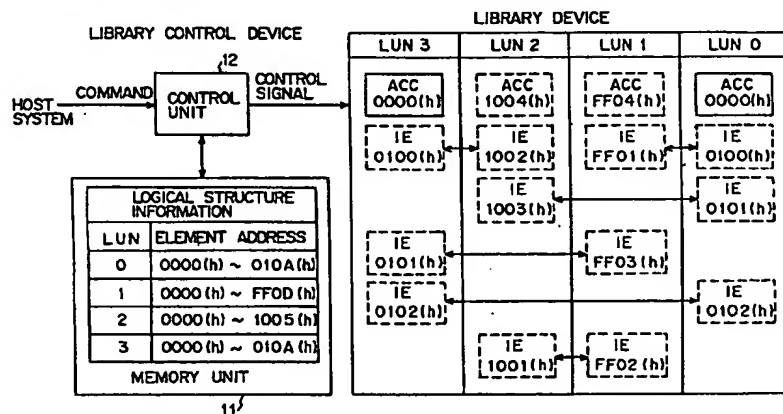 LIBRARY CONTROL DEVICE
12
HOST SYSTEM
COMMAND
CONTROL UNIT
CONTROL SIGNAL
LOGICAL STRUCTURE INFORMATION
LUN ELEMENT ADDRESS
0 0000(h) ~ 010A(h)
1 0000(h) ~ FF0D(h)
2 0000(h) ~ 1005(h)
3 0000(h) ~ 010A(h)
MEMORY UNIT
11
LIBRARY DEVICE
LUN 3 LUN 2 LUN 1 LUN 0
ACC 0000(h) ACC 1004(h) ACC FF04(h) ACC 0000(h)
IE 0100(h) IE 1002(h) IE FF01(h) IE 0100(h)
IE 1003(h) IE 0101(h)
IE 0101(h) IE FF03(h)
IE 0102(h) IE 0102(h)
IE 1001(h) IE FF02(h)